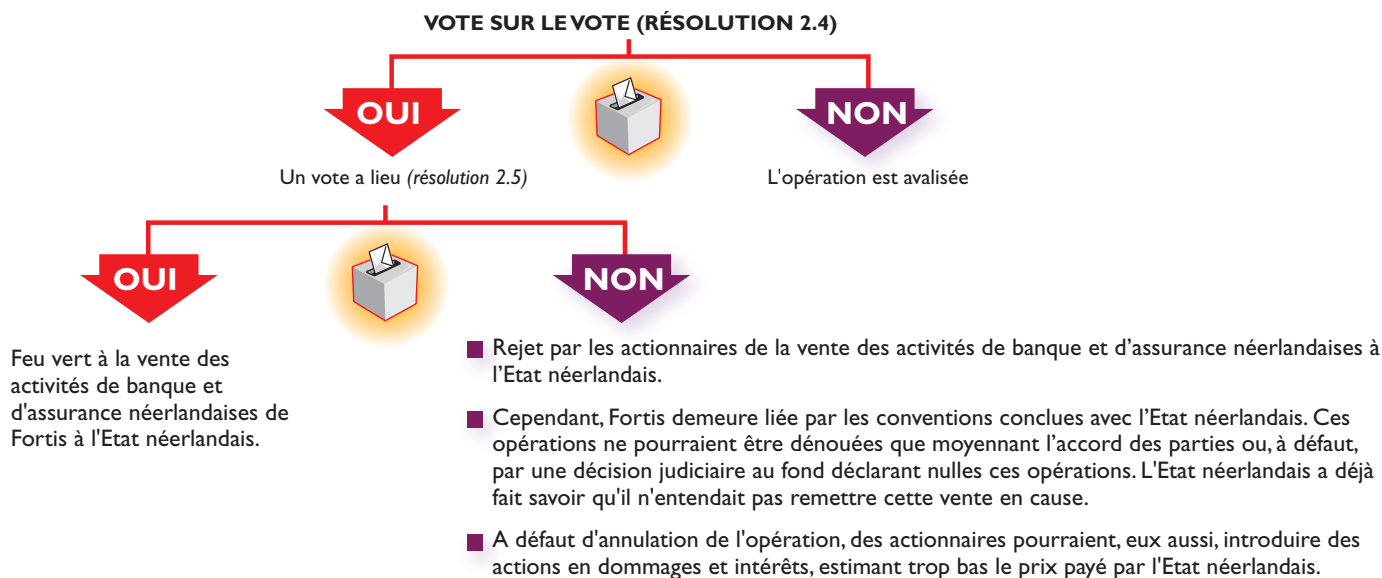 VOTE SUR LE VOTE (RÉSOLUTION 2.4)
OUI
NON
Un vote a lieu (résolution 2.5)
L'opération est avalisée
OUI
NON
Feu vert à la vente des
activités de banque et
d'assurance néerlandaises de
Fortis à l'Etat néerlandais.
Rejet par les actionnaires de la vente des activités de banque et d’assurance néerlandaises à
l’Etat néerlandais.
Cependant, Fortis demeure liée par les conventions conclues avec l’Etat néerlandais. Ces
opérations ne pourraient être dénouées que moyennant l’accord des parties ou, à défaut,
par une décision judiciaire au fond déclarant nulles ces opérations. L'Etat néerlandais a déjà
fait savoir qu'il n'entendait pas remettre cette vente en cause.
A défaut d'annulation de l'opération, des actionnaires pourraient, eux aussi, introduire des
actions en dommages et intérêts, estimant trop bas le prix payé par l'Etat néerlandais.